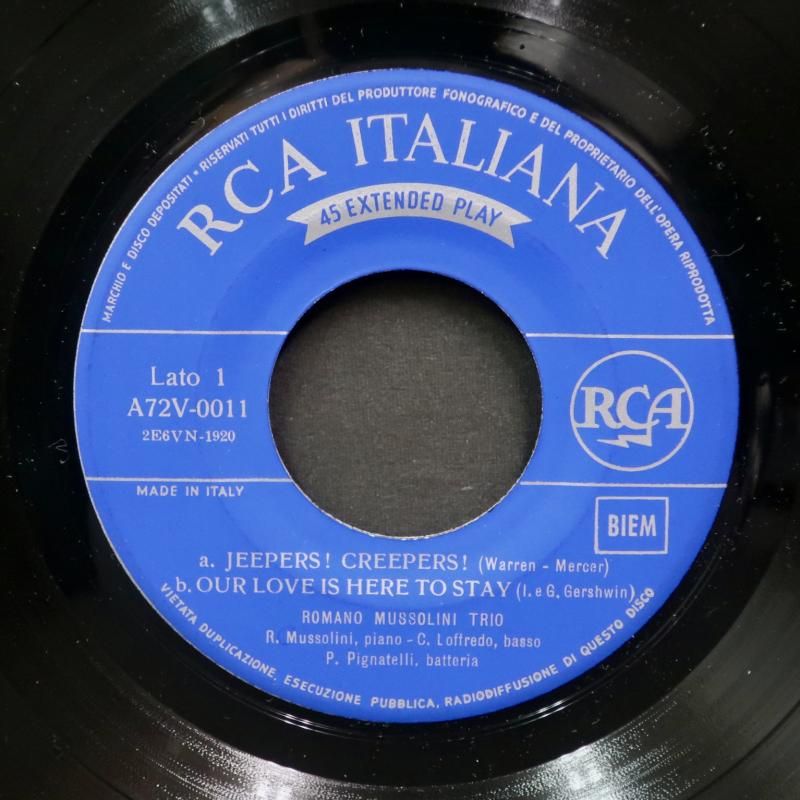 MARCHIO E DISCO DEPOSITATI • RISERVATI TUTTI I DIRITTI DEL PRODUTTORE FONOGRAFICO E DEL PROPRIETARIO DELL'OPERA RIPRODOTTA
RCA ITALIANA
45 EXTENDED PLAY
Lato 1
A72V-0011
2E6VN-1920
RCA
MADE IN ITALY
BIEM
a. JEEPERS! CREEPERS! (Warren - Mercer)
b. OUR LOVE IS HERE TO STAY (I. e G. Gershwin)
ROMANO MUSSOLINI TRIO
R. Mussolini, piano - C. Loffredo, basso
P. Pignatelli, batteria
VIETATA DUPLICAZIONE, ESECUZIONE PUBBLICA, RADIODIFFUSIONE DI QUESTO DISCO